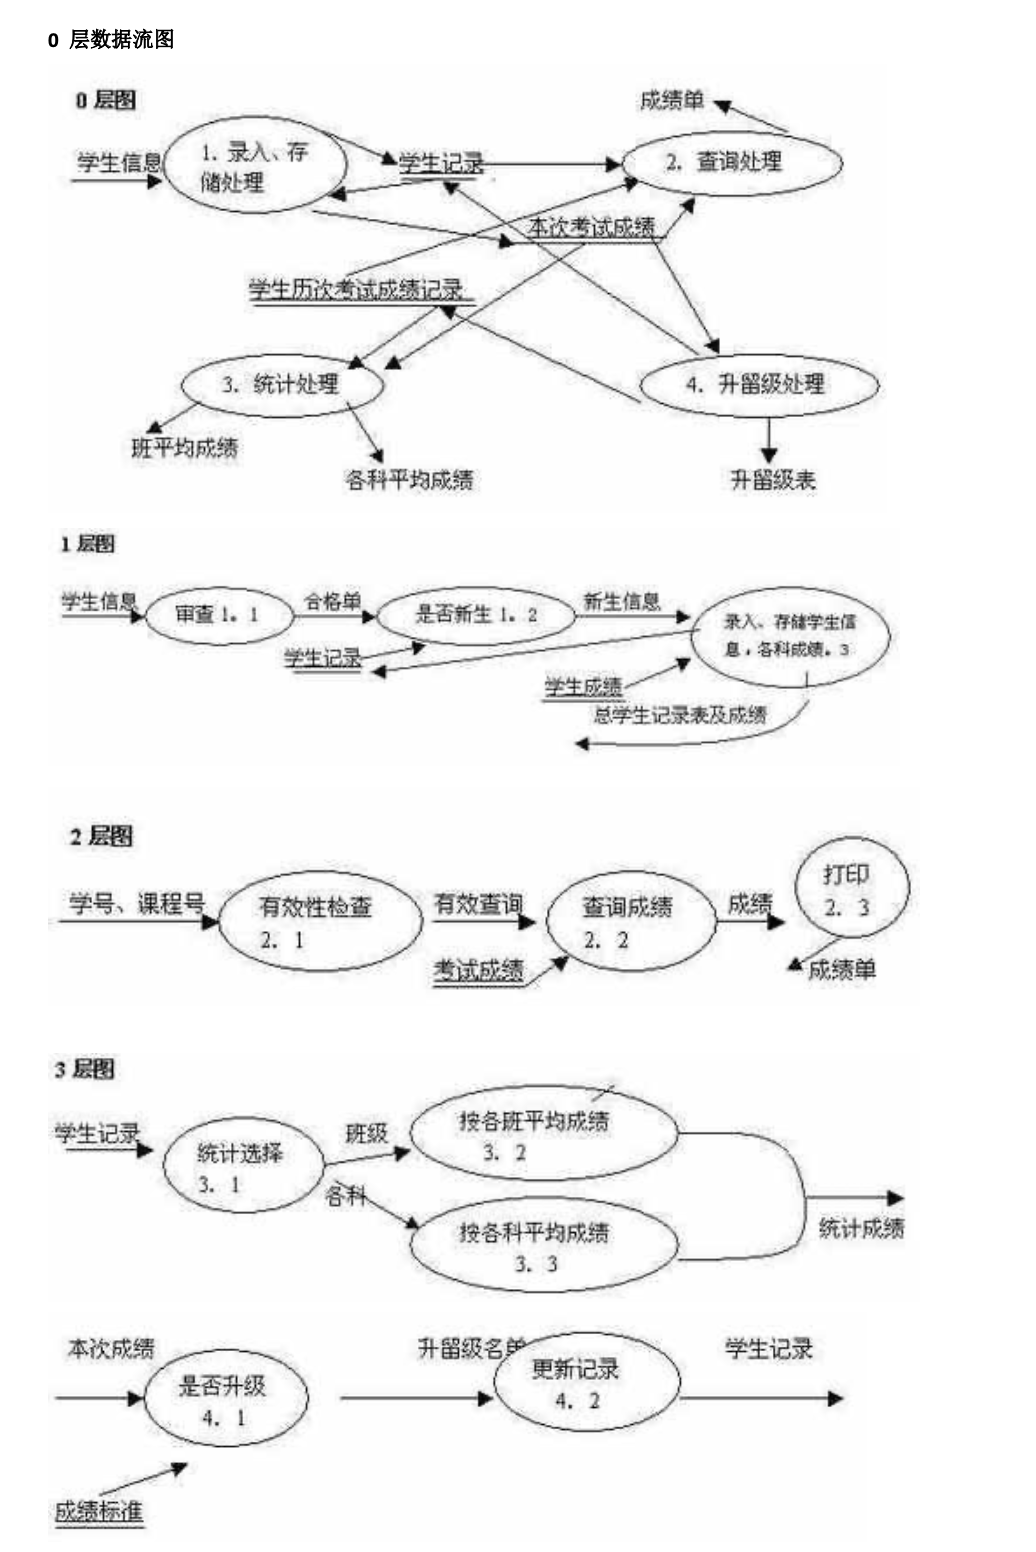 0 层数据流图
0 层图
成绩单
学生信息
1. 录入、存
储处理
学生记录
2. 查询处理
本次考试成绩
学生历次考试成绩记录
3. 统计处理
4. 升留级处理
班平均成绩
各科平均成绩
升留级表
1 层图
学生信息
审查 1。1
合格单
是否新生 1。2
新生信息
录入、存储学生信
息，各科成绩。3
学生记录
学生成绩
总学生记录表及成绩
2 层图
学号、课程号
有效性检查
2. 1
有效查询
查询成绩
2. 2
成绩
打印
2. 3
考试成绩
成绩单
3 层图
学生记录
统计选择
3. 1
班级
各科
按各班平均成绩
3. 2
按各科平均成绩
3. 3
统计成绩
本次成绩
是否升级
4. 1
升留级名单
更新记录
4. 2
学生记录
成绩标准